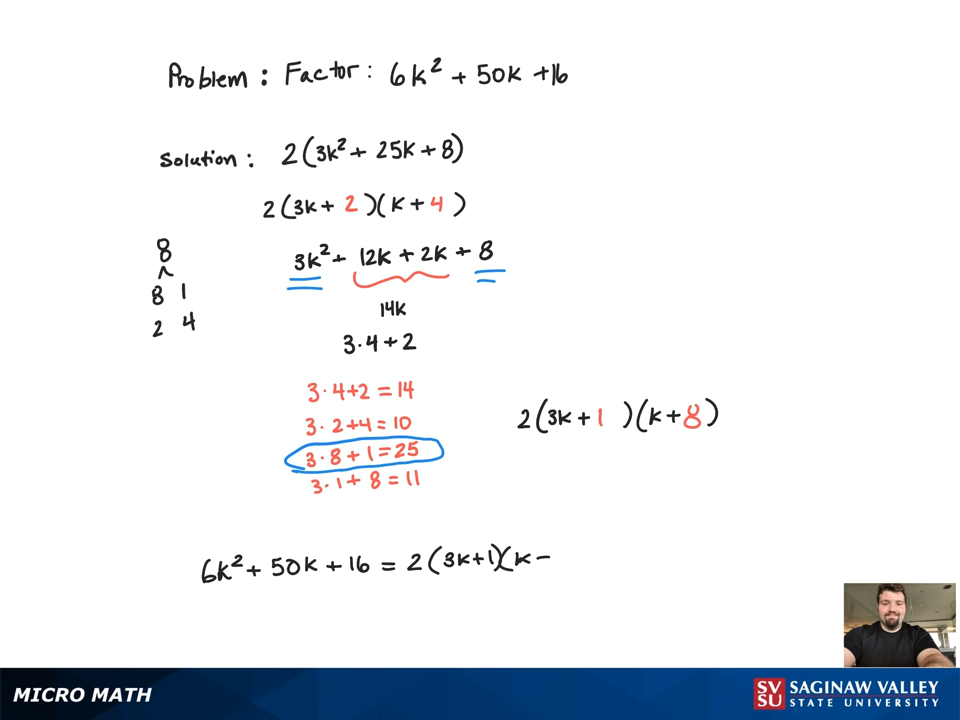 Problem : Factor : 6k² + 50k + 16
Solution : 2(3k² + 25k + 8)
2(3k + 2)(k + 4)
3k² + 12k + 2k + 8
8
8 1
2 4
14k
3·4+2
3·4+2 = 14
3·2+4 = 10
3·8+1 = 25
3·1+8 = 11
2(3k + 1)(k + 8)
6k² + 50k + 16 = 2(3k+1)(k –
MICRO MATH
SV SU SAGINAW VALLEY
STATE UNIVERSITY